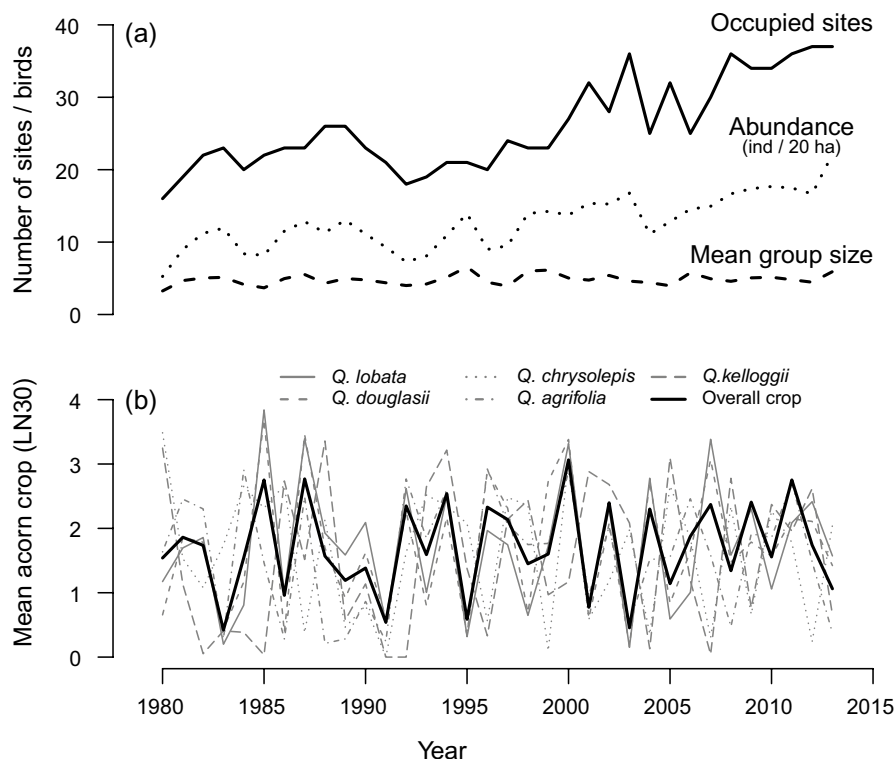 (a)
Occupied sites
Abundance
(ind / 20 ha)
Mean group size
Number of sites / birds
40
30
20
10
0
(b)
Q. lobata
Q. chrysolepis
Q.kelloggii
Q. douglasii
Q. agrifolia
Overall crop
Mean acorn crop (LN30)
4
3
2
1
0
1980
1985
1990
1995
2000
2005
2010
2015
Year